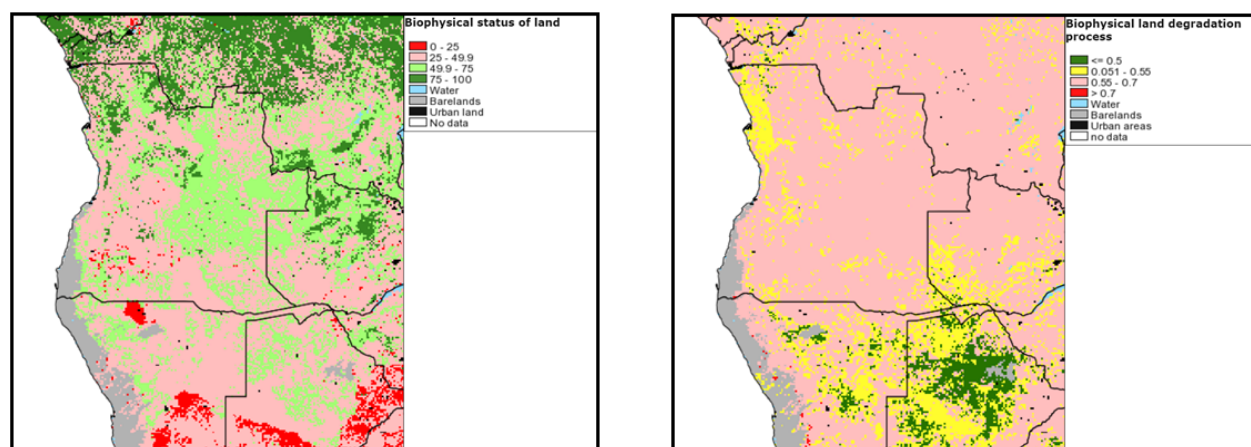 Biophysical status of land
0 - 25
25 - 49.9
49.9 - 75
75 - 100
Water
Barelands
Urban land
No data
Biophysical land degradation
process
<= 0.5
0.051 - 0.55
0.55 - 0.7
> 0.7
Water
Barelands
Urban areas
no data